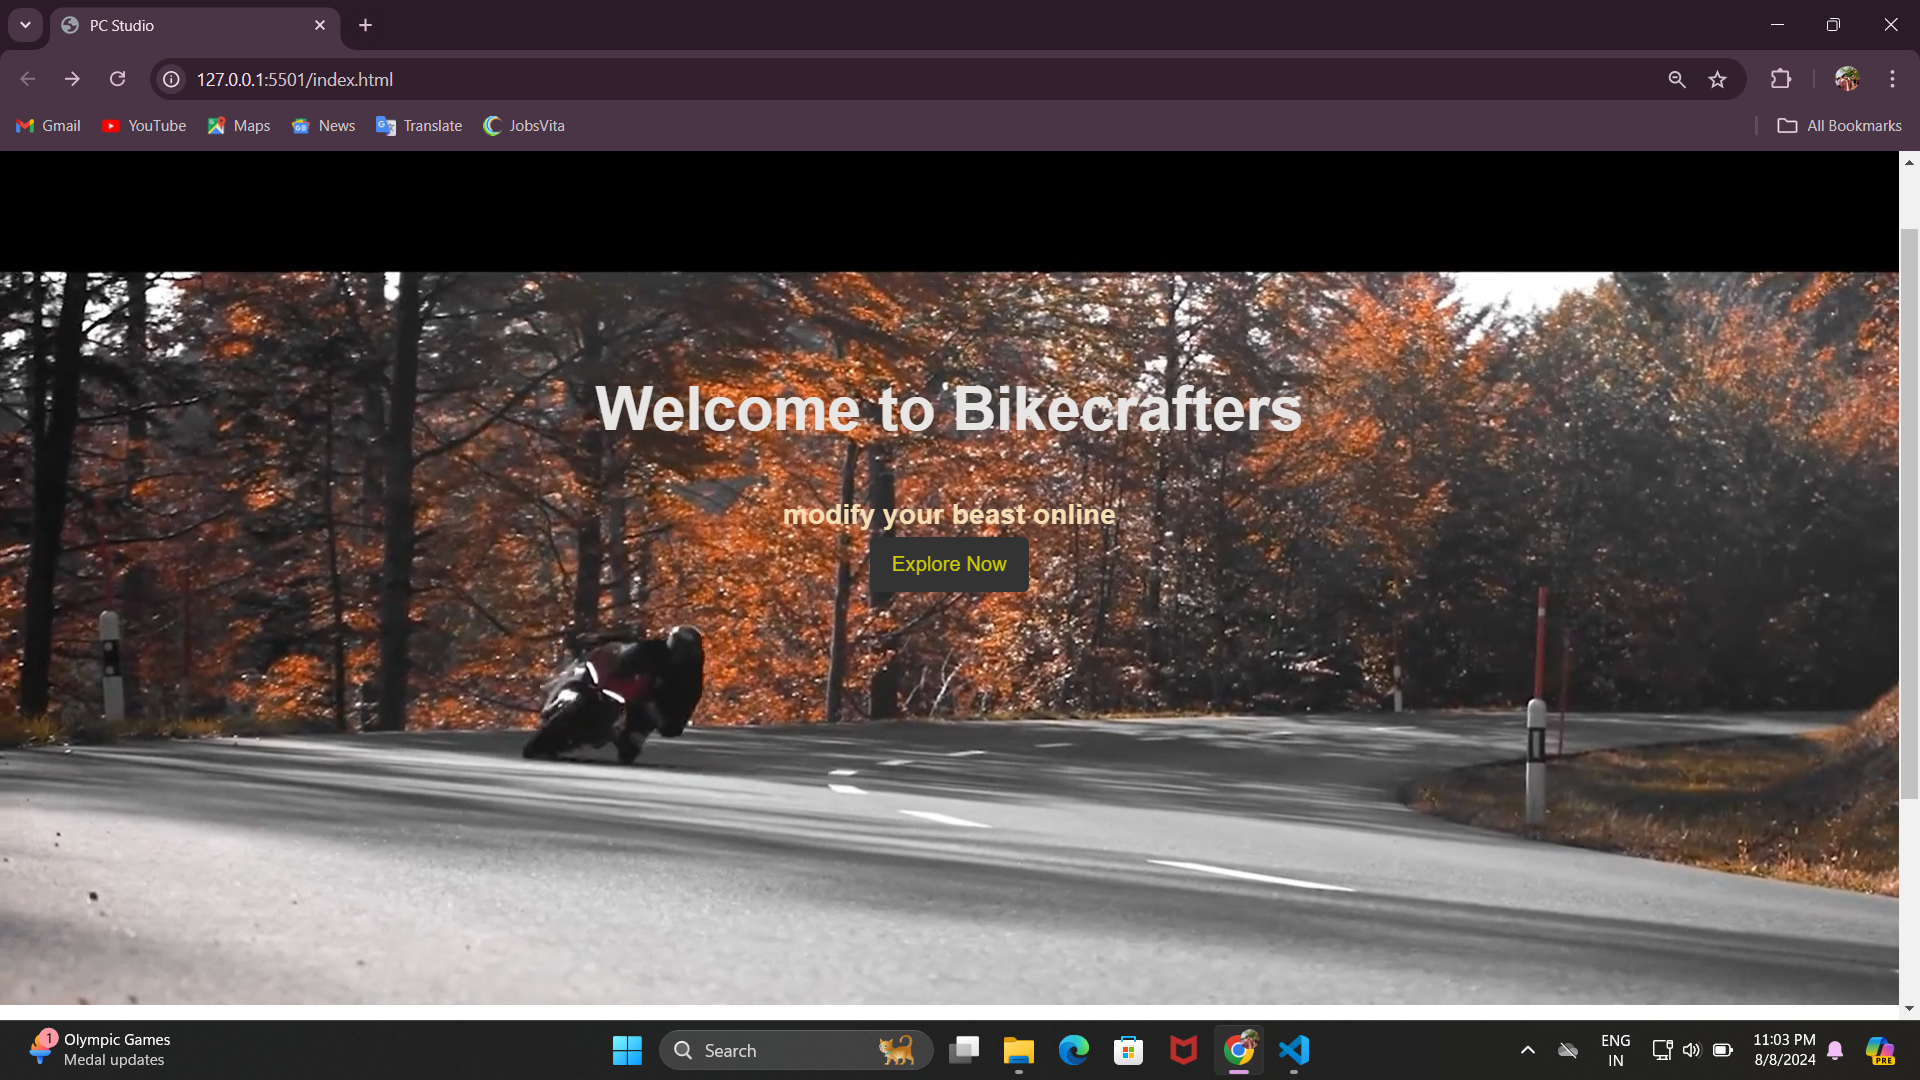 PC Studio
127.0.0.1:5501/index.html
Gmail
YouTube
Maps
News
Translate
JobsVita
All Bookmarks
Welcome to Bikecrafters
modify your beast online
Explore Now
1
Olympic Games
Medal updates
Search
ENG
IN
11:03 PM
8/8/2024
PRE